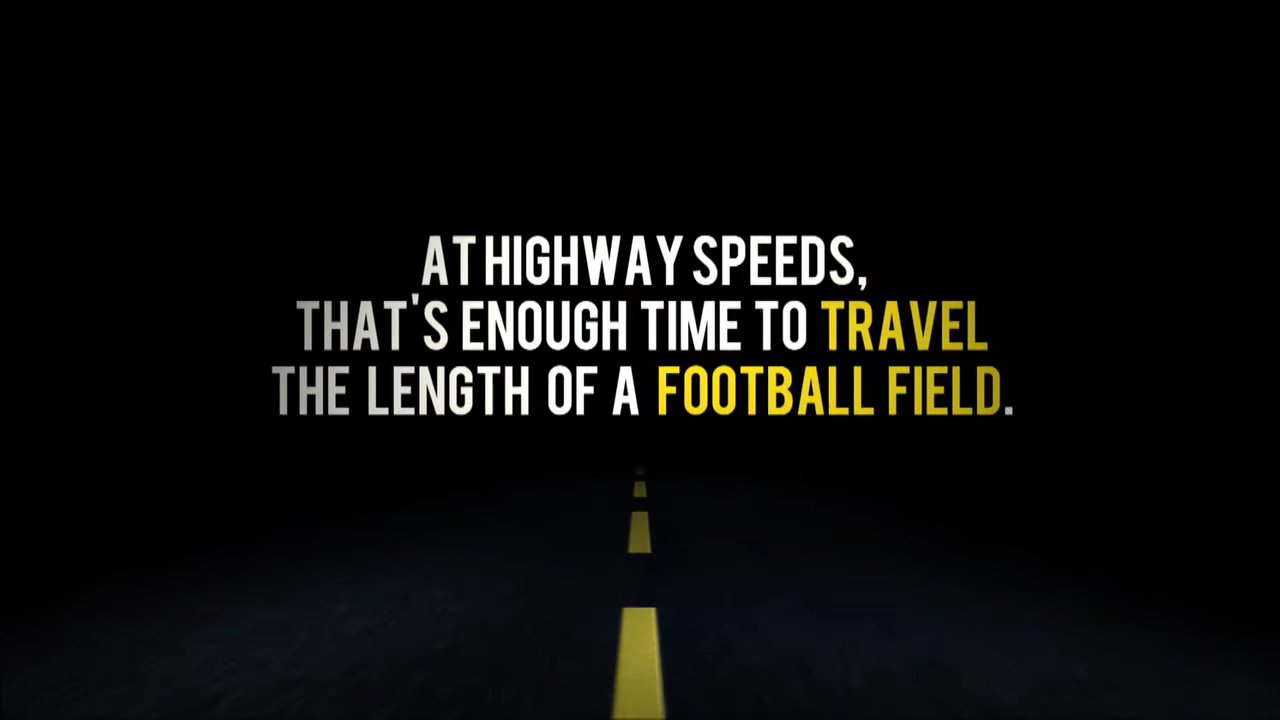 AT HIGHWAY SPEEDS,
THAT'S ENOUGH TIME TO TRAVEL
THE LENGTH OF A FOOTBALL FIELD.